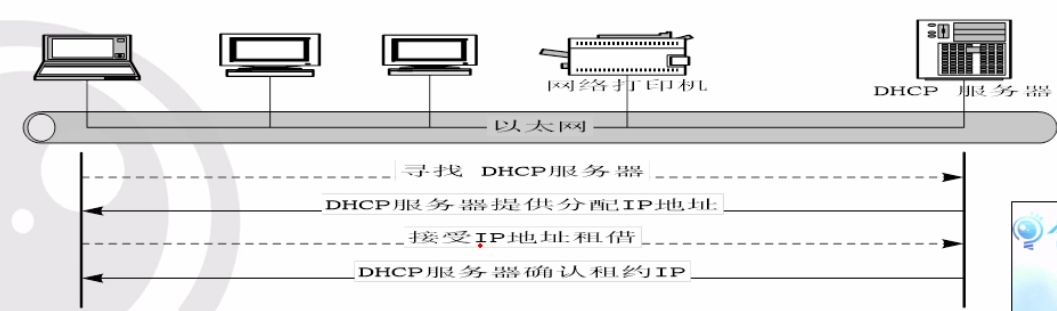 网络打印机
DHCP 服务器
以太网
寻找 DHCP服务器
DHCP服务器提供分配IP地址
接受IP地址租借
DHCP服务器确认租约IP